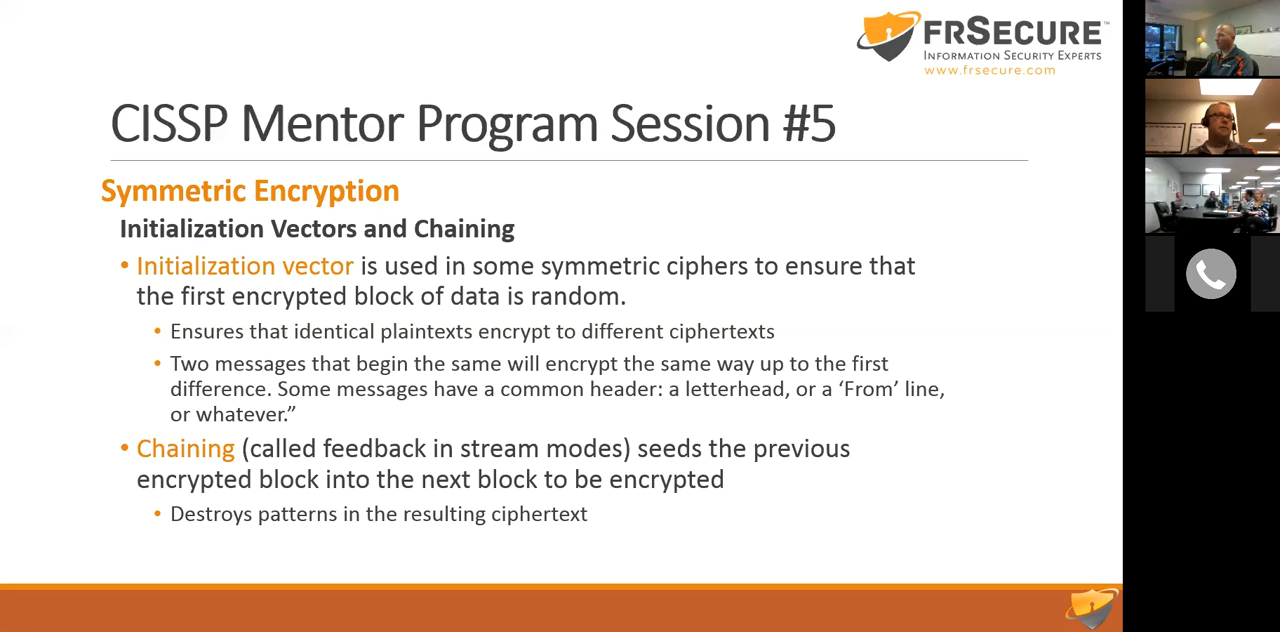 FRSECURE™
INFORMATION SECURITY EXPERTS
www.frsecure.com
CISSP Mentor Program Session #5
Symmetric Encryption
Initialization Vectors and Chaining
• Initialization vector is used in some symmetric ciphers to ensure that
the first encrypted block of data is random.
• Ensures that identical plaintexts encrypt to different ciphertexts
• Two messages that begin the same will encrypt the same way up to the first
difference. Some messages have a common header: a letterhead, or a ‘From’ line,
or whatever.”
• Chaining (called feedback in stream modes) seeds the previous
encrypted block into the next block to be encrypted
• Destroys patterns in the resulting ciphertext